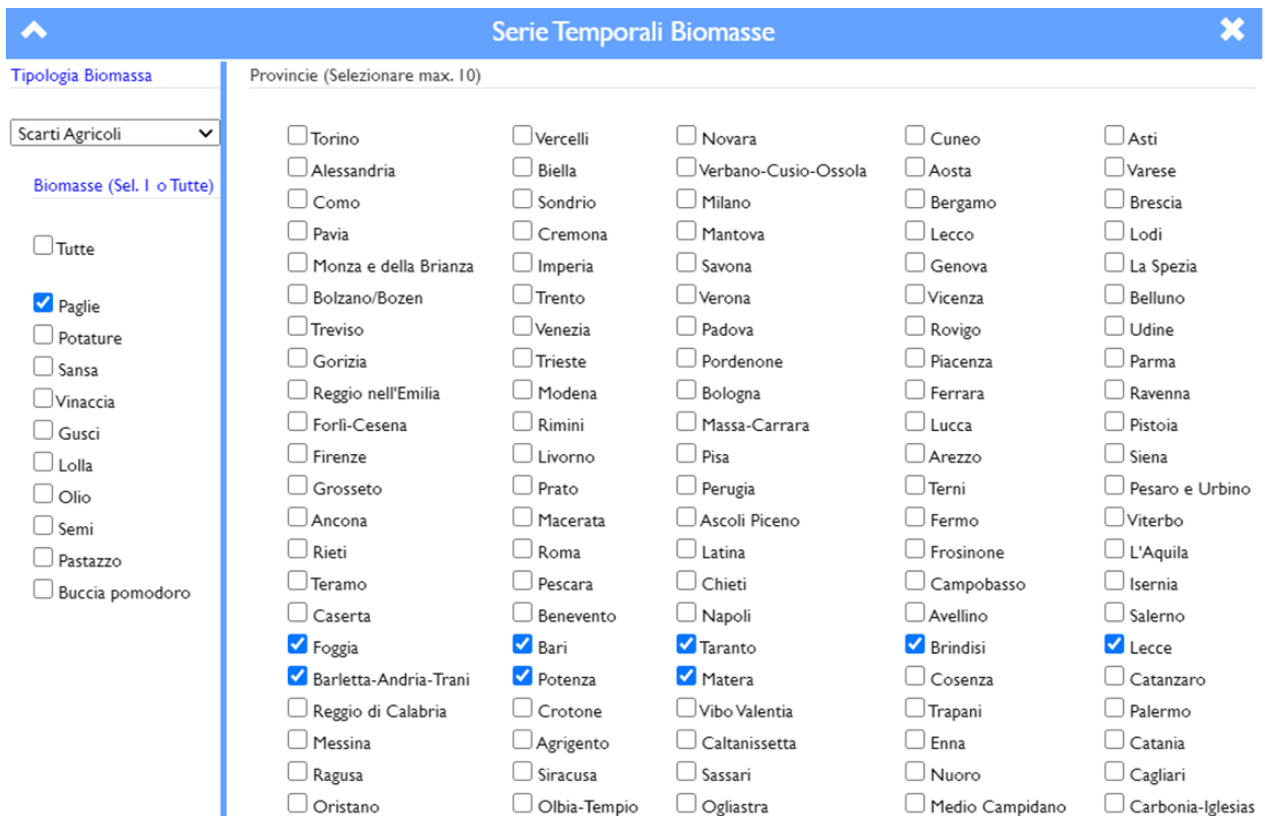 Serie Temporali Biomasse
Tipologia Biomassa
Scarti Agricoli
Biomasse (Sel. 1 o Tutte)
Tutte
Paglie
Potature
Sansa
Vinaccia
Gusci
Lolla
Olio
Semi
Pastazzo
Buccia pomodoro
Provincie (Selezionare max. 10)
Torino Vercelli Novara Cuneo Asti
Alessandria Biella Verbano-Cusio-Ossola Aosta Varese
Como Sondrio Milano Bergamo Brescia
Pavia Cremona Mantova Lecco Lodi
Monza e della Brianza Imperia Savona Genova La Spezia
Bolzano/Bozen Trento Verona Vicenza Belluno
Treviso Venezia Padova Rovigo Udine
Gorizia Trieste Pordenone Piacenza Parma
Reggio nell'Emilia Modena Bologna Ferrara Ravenna
Forlì-Cesena Rimini Massa-Carrara Lucca Pistoia
Firenze Livorno Pisa Arezzo Siena
Grosseto Prato Perugia Terni Pesaro e Urbino
Ancona Macerata Ascoli Piceno Fermo Viterbo
Rieti Roma Latina Frosinone L'Aquila
Teramo Pescara Chieti Campobasso Isernia
Caserta Benevento Napoli Avellino Salerno
Foggia Bari Taranto Brindisi Lecce
Barletta-Andria-Trani Potenza Matera Cosenza Catanzaro
Reggio di Calabria Crotone Vibo Valentia Trapani Palermo
Messina Agrigento Caltanissetta Enna Catania
Ragusa Siracusa Sassari Nuoro Cagliari
Oristano Olbia-Tempio Ogliastra Medio Campidano Carbonia-Iglesias